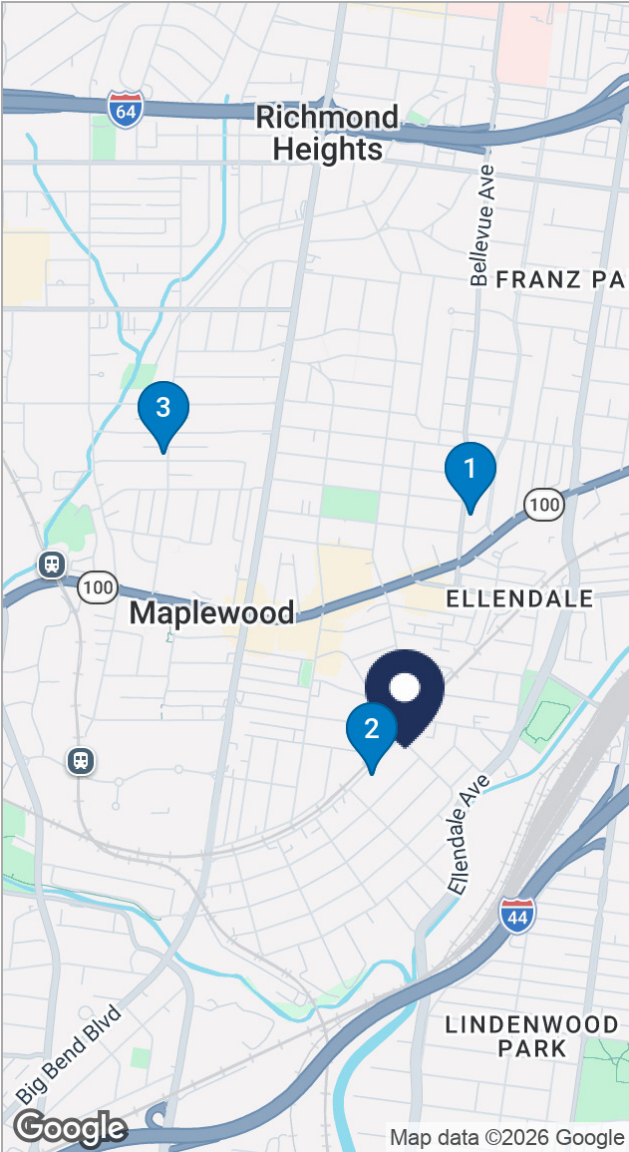 64
Richmond
Heights
Bellevue Ave
FRANZ PA
3
1
100
100
Maplewood
ELLENDALE
2
Ellendale Ave
44
LINDENWOOD
PARK
Big Bend Blvd
Google
Map data ©2026 Google